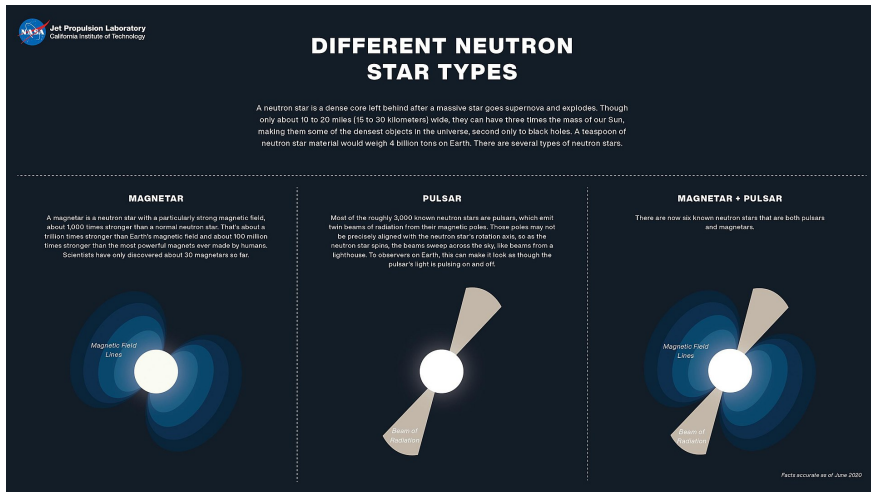 NASA
Jet Propulsion Laboratory
California Institute of Technology
DIFFERENT NEUTRON
STAR TYPES
A neutron star is a dense core left behind after a massive star goes supernova and explodes. Though
only about 10 to 20 miles (15 to 30 kilometers) wide, they can have three times the mass of our Sun,
making them some of the densest objects in the universe, second only to black holes. A teaspoon of
neutron star material would weigh 4 billion tons on Earth. There are several types of neutron stars.
MAGNETAR
A magnetar is a neutron star with a particularly strong magnetic field,
about 1,000 times stronger than a normal neutron star. That's about a
trillion times stronger than Earth's magnetic field and about 100 million
times stronger than the most powerful magnets ever made by humans.
Scientists have only discovered about 30 magnetars so far.
Magnetic Field
Lines
PULSAR
Most of the roughly 3,000 known neutron stars are pulsars, which emit
twin beams of radiation from their magnetic poles. Those poles may not
be precisely aligned with the neutron star's rotation axis, so as the
neutron star spins, the beams sweep across the sky, like beams from a
lighthouse. To observers on Earth, this can make it look as though the
pulsar's light is pulsing on and off.
Beam of
Radiation
MAGNETAR + PULSAR
There are now six known neutron stars that are both pulsars
and magnetars.
Magnetic Field
Lines
Beam of
Radiation
Facts accurate as of June 2020